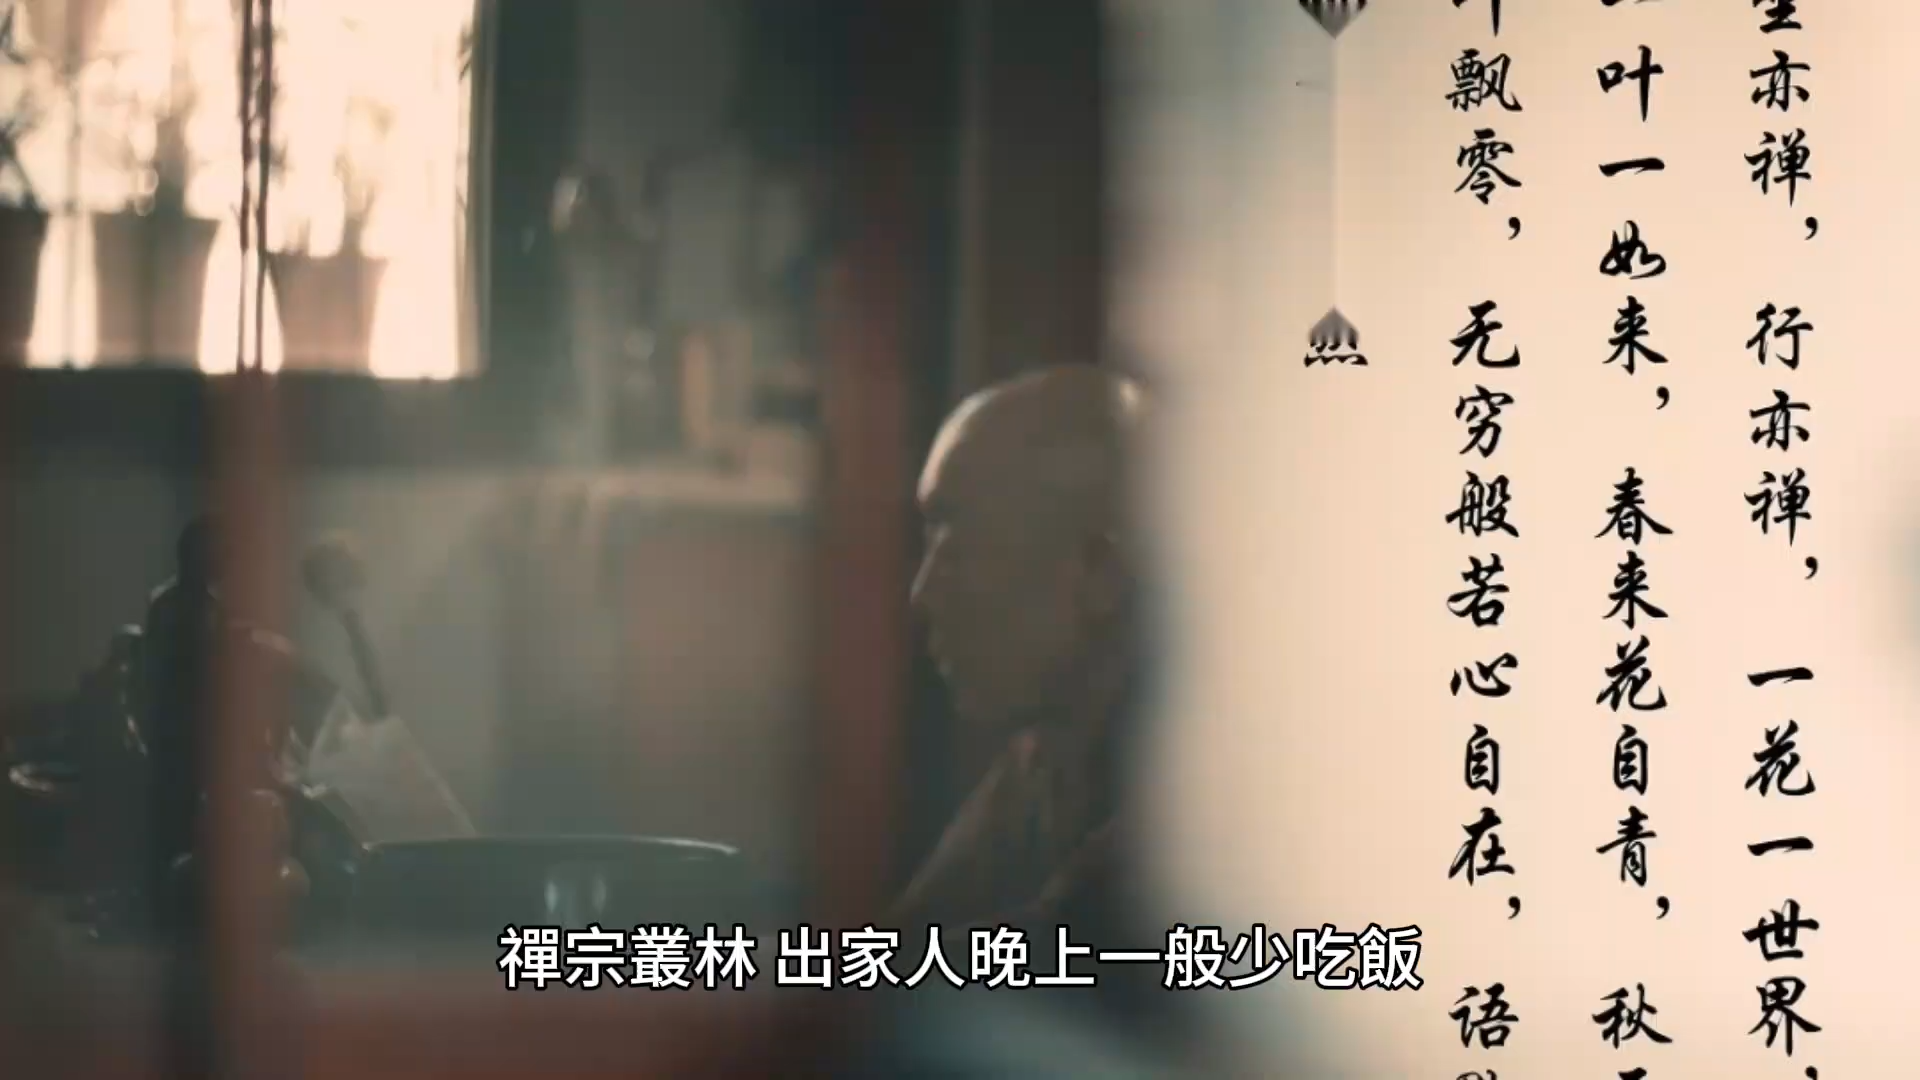 亦禅，行亦禅，一花一世界，
叶一如来，春来花自青，秋
飘零，无穷般若心自在，语
禪宗叢林 出家人晚上一般少吃飯